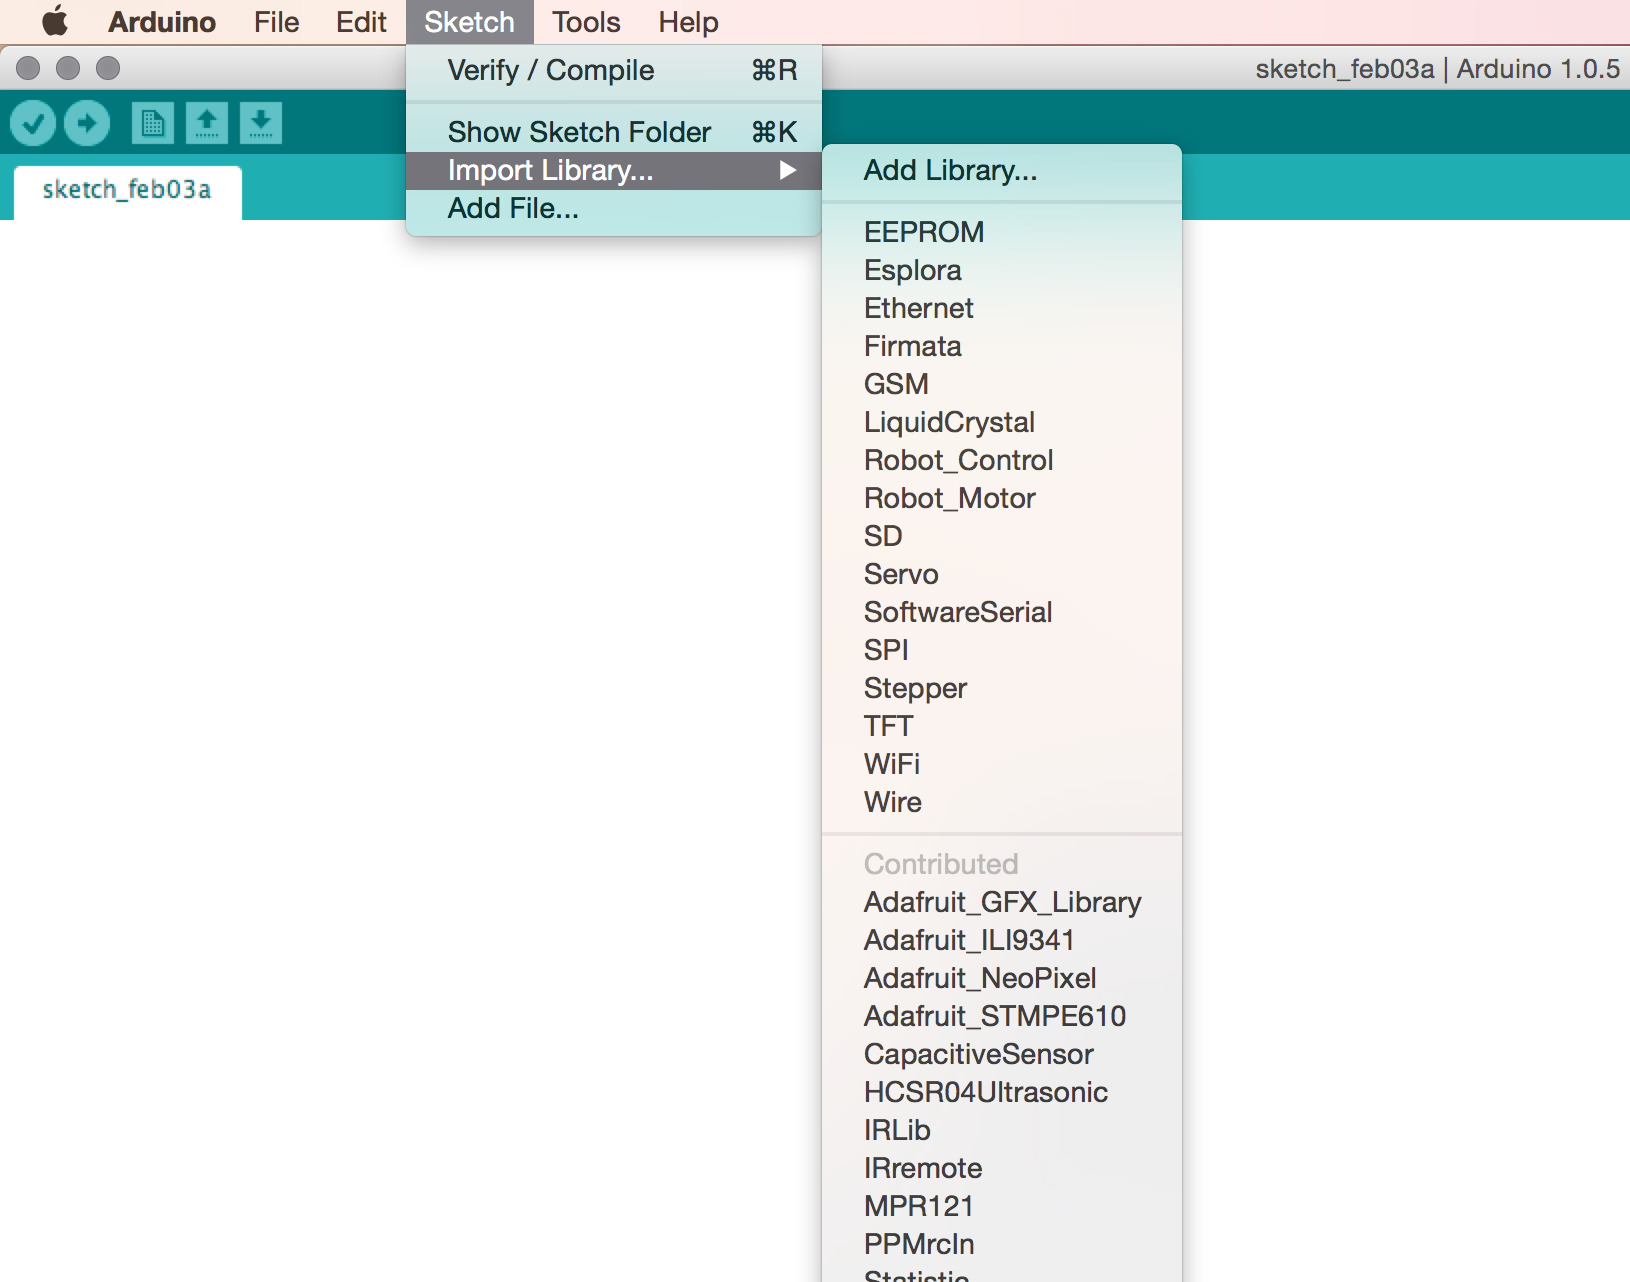 Arduino File Edit Sketch Tools Help
sketch_feb03a | Arduino 1.0.5
sketch_feb03a
Verify / Compile ⌘R
Show Sketch Folder ⌘K
Import Library...
Add File...
Add Library...
EEPROM
Esplora
Ethernet
Firmata
GSM
LiquidCrystal
Robot_Control
Robot_Motor
SD
Servo
SoftwareSerial
SPI
Stepper
TFT
WiFi
Wire
Contributed
Adafruit_GFX_Library
Adafruit_ILI9341
Adafruit_NeoPixel
Adafruit_STMPE610
CapacitiveSensor
HCSR04Ultrasonic
IRLib
IRremote
MPR121
PPMrcIn
Statistic